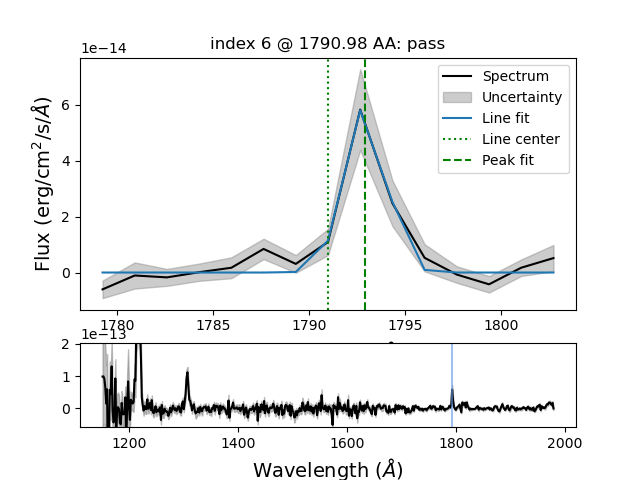 index 6 @ 1790.98 AA: pass
1e−14
Flux (erg/cm²/s/Å)
6
4
2
0
Spectrum
Uncertainty
Line fit
Line center
Peak fit
1780 1785 1790 1795 1800
1e−13
2
1
0
1200 1400 1600 1800 2000
Wavelength (Å)